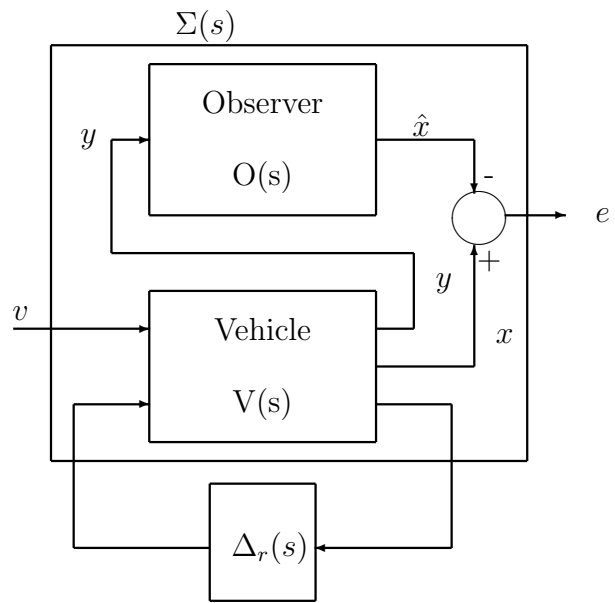 Σ(s)
Observer
y
x̂
O(s)
-
e
+
y
v
Vehicle
x
V(s)
Δ_r(s)